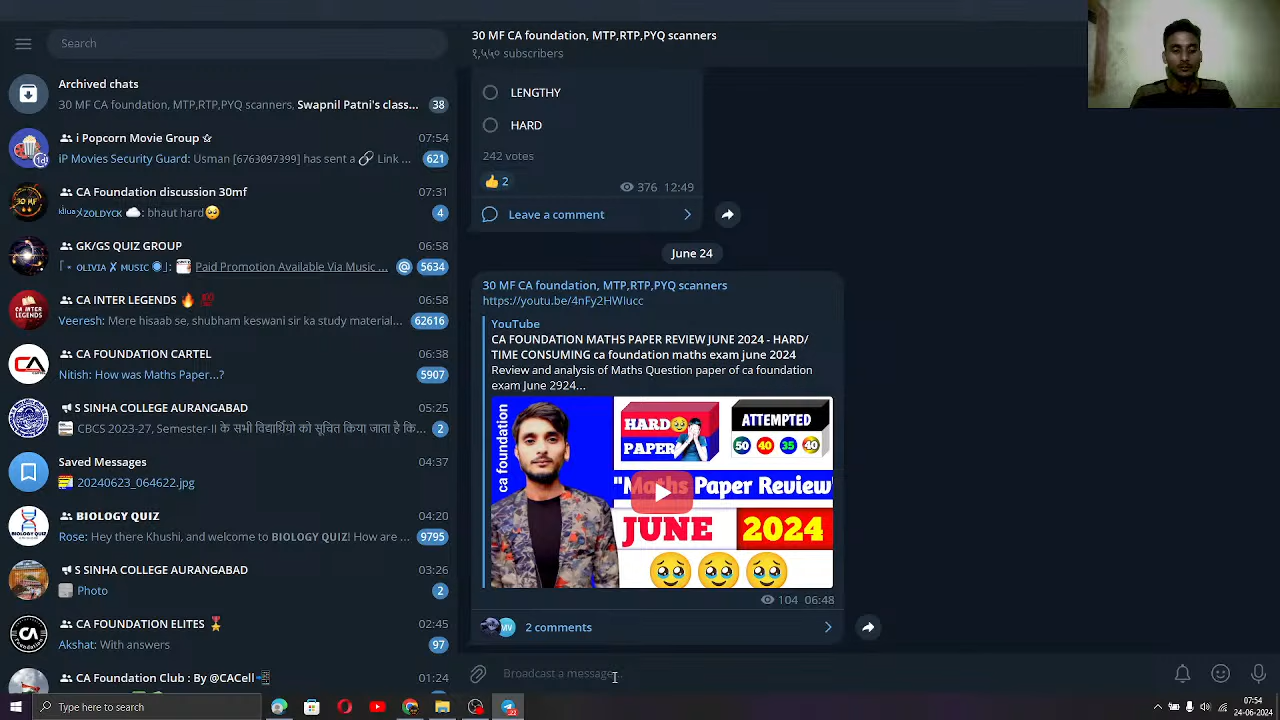 Search
Archived chats
30 MF CA foundation, MTP,RTP,PYQ scanners, Swapnil Patni's class...
38
i Popcorn Movie Group ☆
07:54
iP Movies Security Guard: Usman [6763097399] has sent a 🔗 Link ...
621
CA Foundation discussion 30mf
07:31
ZOLDYCK ☁️: bhaut hard🥹
4
GK/GS QUIZ GROUP
06:58
OLIVIA X MUSIC : Paid Promotion Available Via Music ...
@ 5634
CA INTER LEGENDS 🔥 💯
06:58
Veeresh: Mere hisaab se, shubham keswani sir ka study material...
62616
CA FOUNDATION CARTEL
06:38
Nitish: How was Maths Paper...?
5907
S SINHA COLLEGE AURANGABAD
05:25
CBCS 2023-27, Semester-II के सभी विद्यार्थियो को सूचित किया जाता है कि...
2
Saved Messages
04:37
20240623_064622.jpg
BIOLOGY QUIZ
04:20
Rose: Hey there Khushi, and welcome to BIOLOGY QUIZ! How are ...
9795
S SINHA COLLEGE AURANGABAD
03:26
Photo
2
CA FOUNDATION ELITES 🎖️
02:45
Akshat: With answers
97
CA Foundation Club : By @CACell
01:24
30 MF CA foundation, MTP,RTP,PYQ scanners
१,५५० subscribers
LENGTHY
HARD
242 votes
👍 2
376 12:49
Leave a comment
June 24
30 MF CA foundation, MTP,RTP,PYQ scanners
https://youtu.be/4nFy2HWIucc
YouTube
CA FOUNDATION MATHS PAPER REVIEW JUNE 2024 - HARD/
TIME CONSUMING ca foundation maths exam june 2024
Review and analysis of Maths Question paper of ca foundation
exam June 2924...
ca foundation
HARD🥹
PAPER
ATTEMPTED
50 40 35 40
"Maths Paper Review"
JUNE 2024
104 06:48
2 comments
Broadcast a message...
Type here to search
07:54
24-06-2024